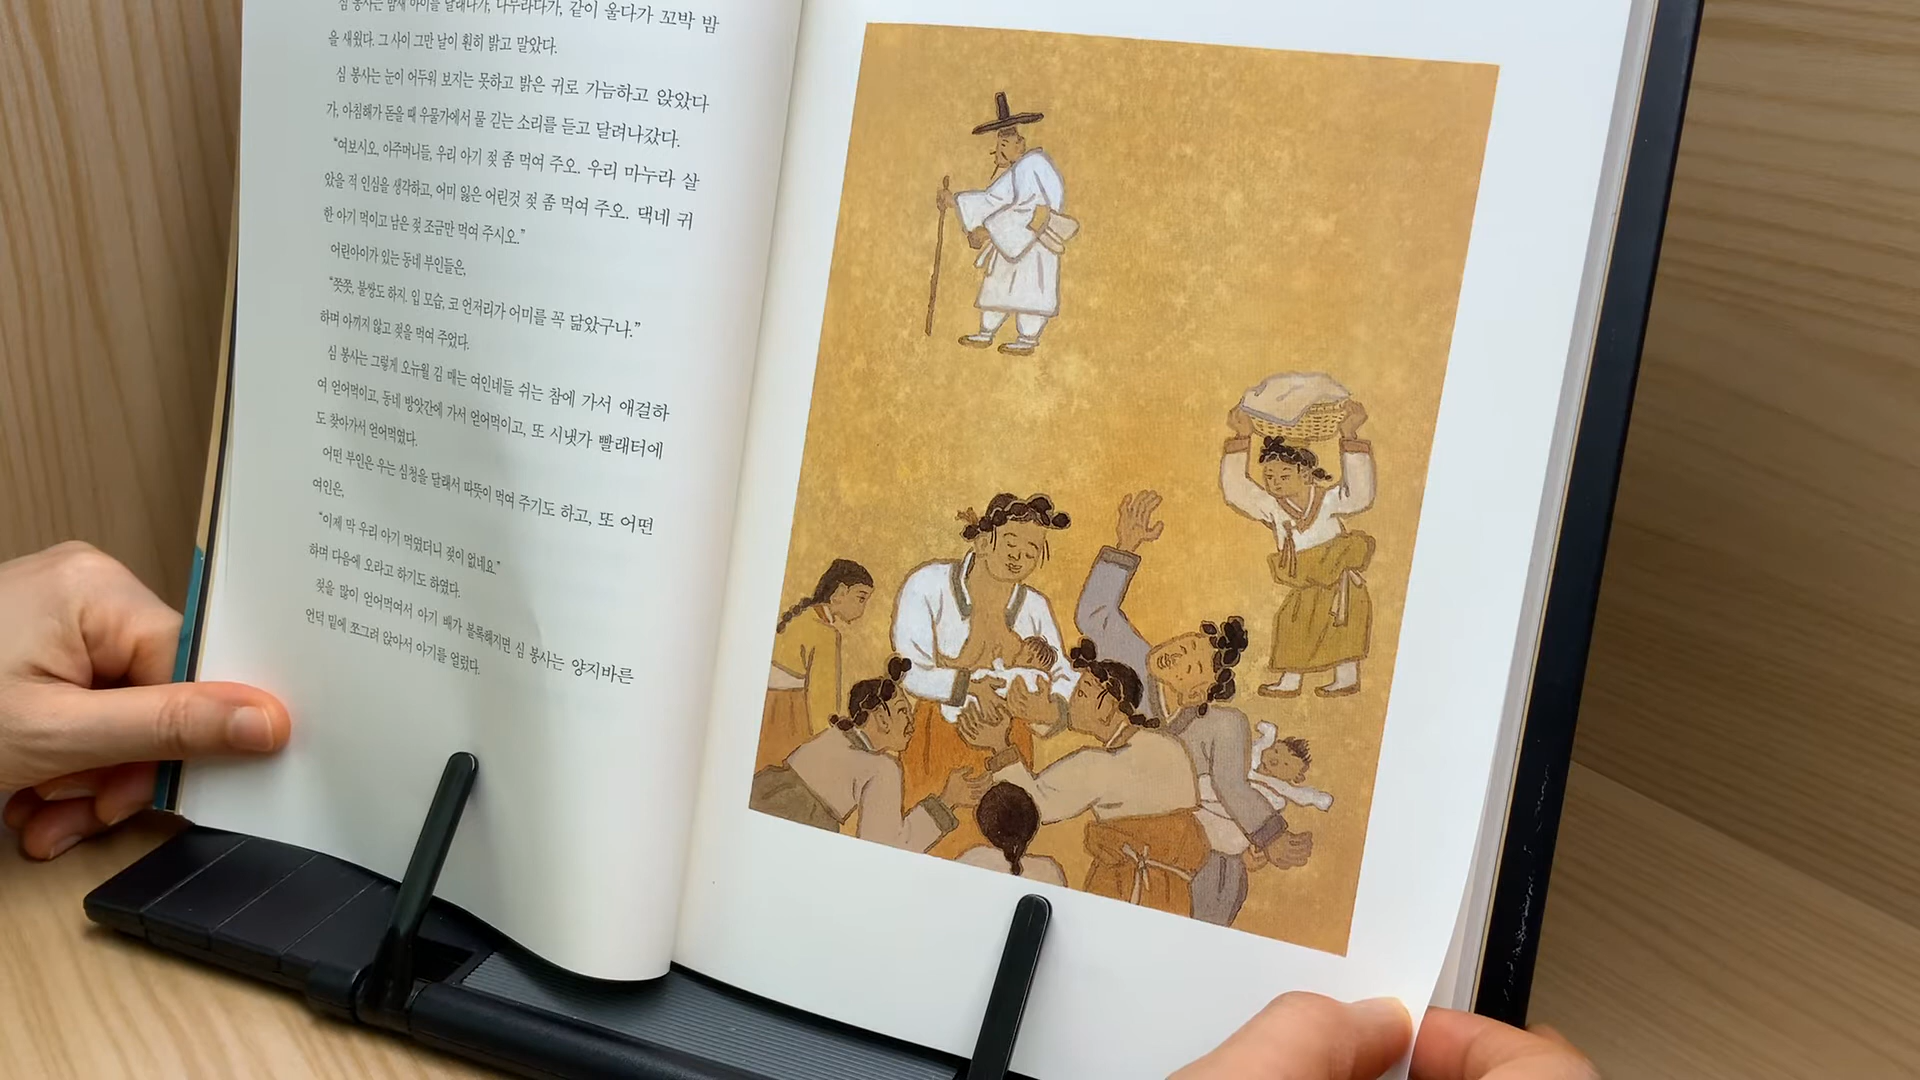 심 봉사는 밤새 아이를 달래다가, 나무라다가, 같이 울다가 꼬박 밤
을 새웠다. 그 사이 그만 날이 훤히 밝고 말았다.
심 봉사는 눈이 어두워 보지는 못하고 밝은 귀로 가늠하고 앉았다
가, 아침해가 돋을 때 우물가에서 물 긷는 소리를 듣고 달려나갔다.
“여보시오, 아주머니들, 우리 아기 젖 좀 먹여 주오. 우리 마누라 살
았을 적 인심을 생각하고, 어미 잃은 어린것 젖 좀 먹여 주오. 댁네 귀
한 아기 먹이고 남은 젖 조금만 먹여 주시오.”
어린아이가 있는 동네 부인들은,
“쯧쯧, 불쌍도 하지. 입 모습, 코 언저리가 어미를 꼭 닮았구나.”
하며 아끼지 않고 젖을 먹여 주었다.
심 봉사는 그렇게 오뉴월 김 매는 여인네들 쉬는 참에 가서 애걸하
여 얻어먹이고, 동네 방앗간에 가서 얻어먹이고, 또 시냇가 빨래터에
도 찾아가서 얻어먹였다.
어떤 부인은 우는 심청을 달래서 따뜻이 먹여 주기도 하고, 또 어떤
여인은,
“이제 막 우리 아기 먹였더니 젖이 없네요”
하며 다음에 오라고 하기도 하였다.
젖을 많이 얻어먹여서 아기 배가 볼록해지면 심 봉사는 양지바른
언덕 밑에 쪼그려 앉아서 아기를 얼렀다.